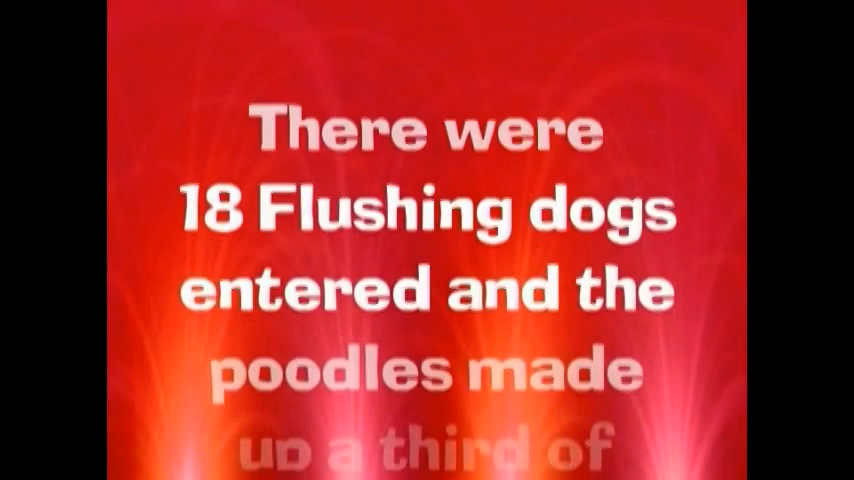 There were
18 Flushing dogs
entered and the
poodles made
up a third of